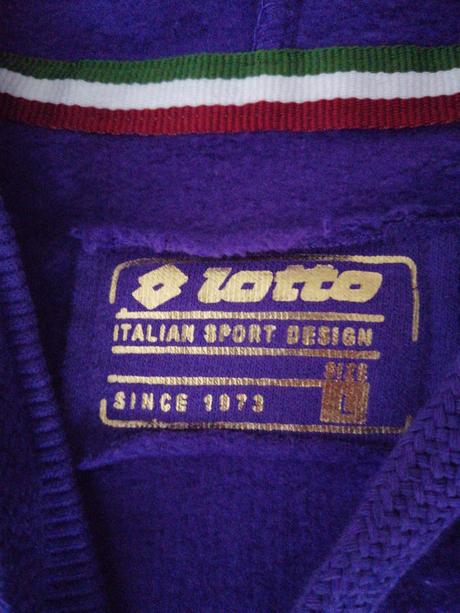 lotto
ITALIAN SPORT DESIGN
SIZE
SINCE 1973 L